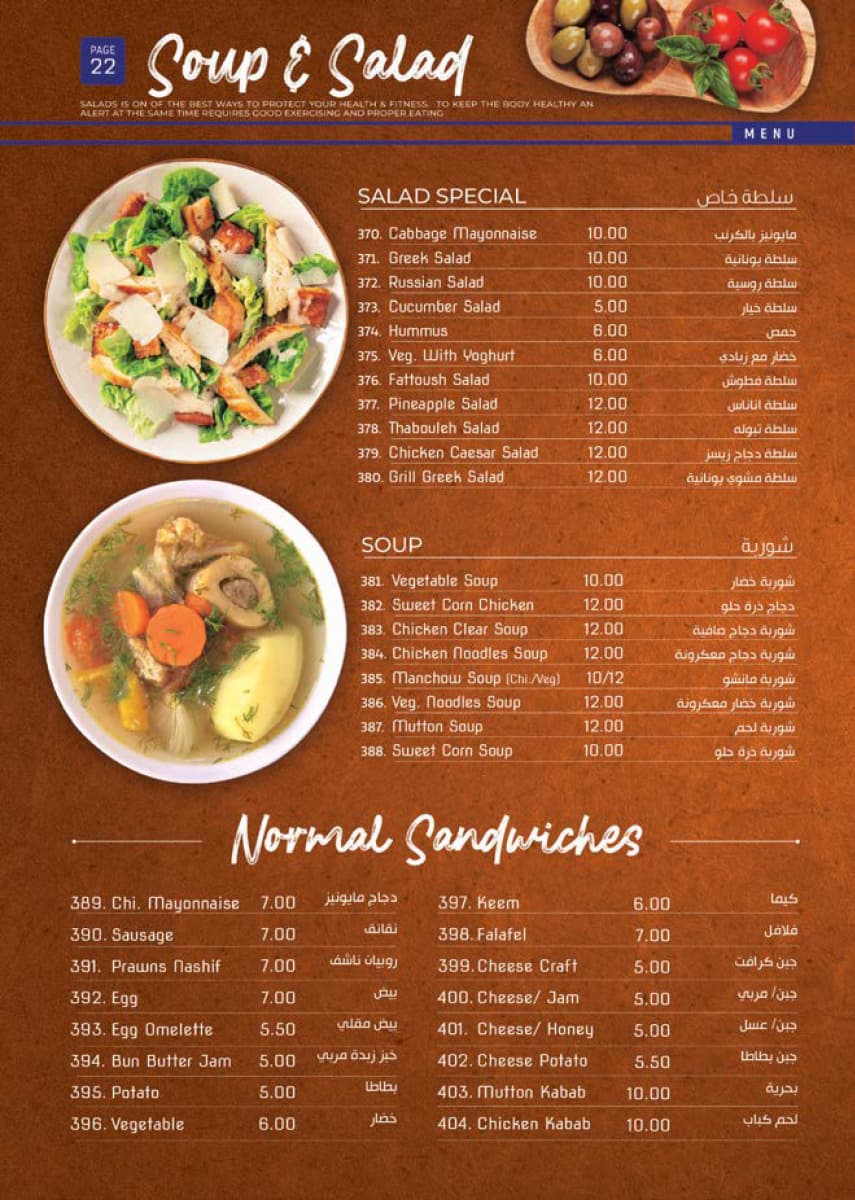 PAGE
22
Soup & Salad
SALADS IS ON OF THE BEST WAYS TO PROTECT YOUR HEALTH & FITNESS. TO KEEP THE BODY HEALTHY AN
ALERT AT THE SAME TIME REQUIRES GOOD EXERCISING AND PROPER EATING
MENU
SALAD SPECIAL سلطة خاص
370. Cabbage Mayonnaise 10.00 مايونيز بالكرنب
371. Greek Salad 10.00 سلطة يونانية
372. Russian Salad 10.00 سلطة روسية
373. Cucumber Salad 5.00 سلطة خيار
374. Hummus 6.00 حمص
375. Veg. With Yoghurt 6.00 خضار مع زبادي
376. Fattoush Salad 10.00 سلطة فطوش
377. Pineapple Salad 12.00 سلطة اناناس
378. Thabouleh Salad 12.00 سلطة تبوله
379. Chicken Caesar Salad 12.00 سلطة دجاج زيسز
380. Grill Greek Salad 12.00 سلطة مشوي يونانية
SOUP شوربة
381. Vegetable Soup 10.00 شوربة خضار
382. Sweet Corn Chicken 12.00 دجاج ذرة حلو
383. Chicken Clear Soup 12.00 شوربة دجاج صافية
384. Chicken Noodles Soup 12.00 شوربة دجاج معكرونة
385. Manchow Soup (Chi./Veg) 10/12 شوربة مانشو
386. Veg. Noodles Soup 12.00 شوربة خضار معكرونة
387. Mutton Soup 12.00 شوربة لحم
388. Sweet Corn Soup 10.00 شوربة ذرة حلو
Normal Sandwiches
389. Chi. Mayonnaise 7.00 دجاج مايونيز
390. Sausage 7.00 نقانق
391. Prawns Nashif 7.00 روبيان ناشف
392. Egg 7.00 بيض
393. Egg Omelette 5.50 بيض مقلي
394. Bun Butter Jam 5.00 خبز زبدة مربي
395. Potato 5.00 بطاطا
396. Vegetable 6.00 خضار
397. Keem 6.00 كيما
398. Falafel 7.00 فلافل
399. Cheese Craft 5.00 جبن كرافت
400. Cheese/ Jam 5.00 جبن/ مربي
401. Cheese/ Honey 5.00 جبن/ عسل
402. Cheese Potato 5.50 جبن بطاطا
403. Mutton Kabab 10.00 بحرية
404. Chicken Kabab 10.00 لحم كباب